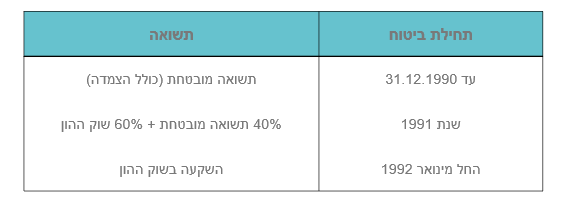 תחילת ביטוח תשואה
עד 31.12.1990 תשואה מובטחת (כולל הצמדה)
שנת 1991 40% תשואה מובטחת + 60% שוק ההון
החל מינואר 1992 השקעה בשוק ההון